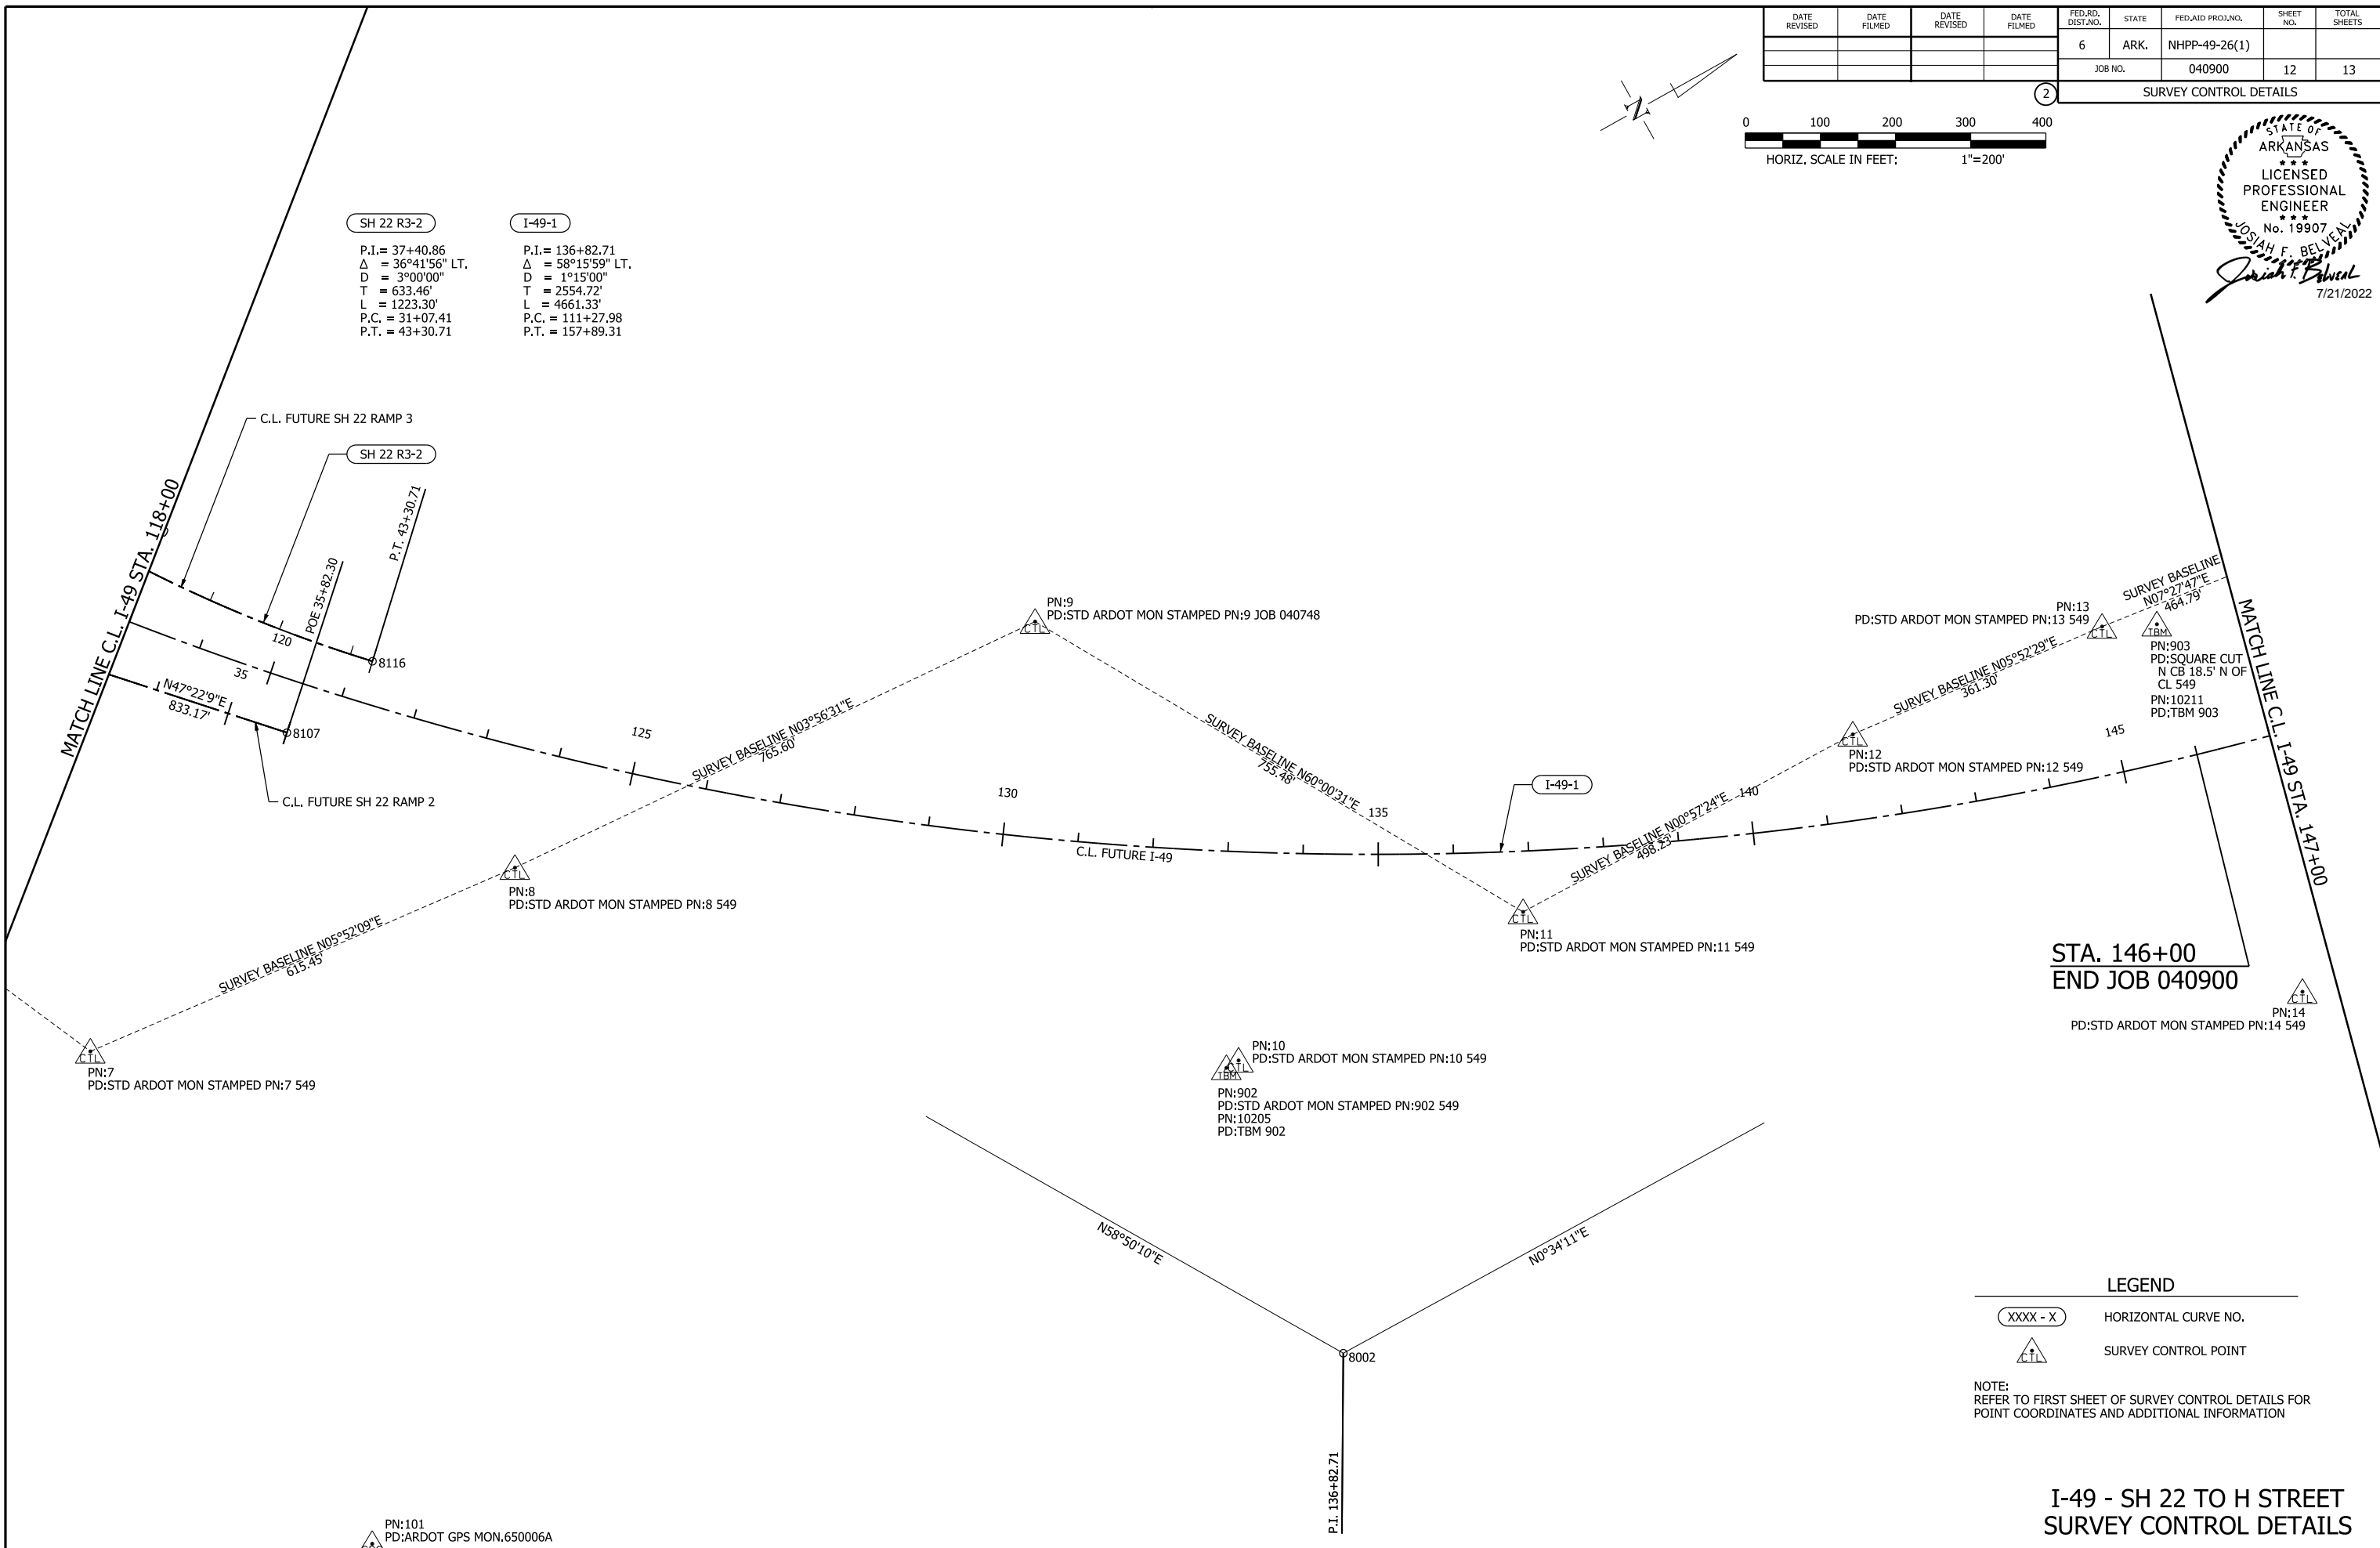 DATE REVISED
DATE FILMED
DATE REVISED
DATE FILMED
FED.RD. DIST.NO.
STATE
FED.AID PROJ.NO.
SHEET NO.
TOTAL SHEETS
6 ARK. NHPP-49-26(1)
JOB NO. 040900 12 13
2 SURVEY CONTROL DETAILS
N
0 100 200 300 400
HORIZ. SCALE IN FEET: 1"=200'
STATE OF
ARKANSAS
★ ★ ★
LICENSED
PROFESSIONAL
ENGINEER
★ ★ ★
No. 19907
JOSIAH F. BELVEAL
Josiah F. Belveal
7/21/2022
SH 22 R3-2
P.I.= 37+40.86
Δ = 36°41'56" LT.
D = 3°00'00"
T = 633.46'
L = 1223.30'
P.C. = 31+07.41
P.T. = 43+30.71
I-49-1
P.I.= 136+82.71
Δ = 58°15'59" LT.
D = 1°15'00"
T = 2554.72'
L = 4661.33'
P.C. = 111+27.98
P.T. = 157+89.31
C.L. FUTURE SH 22 RAMP 3
SH 22 R3-2
MATCH LINE C.L. I-49 STA. 118+00
P.T. 43+30.71
POE 35+82.30
120
35
8116
N47°22'9"E
833.17'
8107
C.L. FUTURE SH 22 RAMP 2
125
130
135
140
145
C.L. FUTURE I-49
I-49-1
SURVEY BASELINE N03°56'31"E
765.60'
CTL
PN:9
PD:STD ARDOT MON STAMPED PN:9 JOB 040748
SURVEY BASELINE N60°00'31"E
755.48'
CTL
PN:8
PD:STD ARDOT MON STAMPED PN:8 549
SURVEY BASELINE N05°52'09"E
615.45'
CTL
PN:7
PD:STD ARDOT MON STAMPED PN:7 549
CTL
PN:11
PD:STD ARDOT MON STAMPED PN:11 549
SURVEY BASELINE N00°57'24"E
498.23'
CTL
PN:12
PD:STD ARDOT MON STAMPED PN:12 549
SURVEY BASELINE N05°52'29"E
361.30'
PN:13
PD:STD ARDOT MON STAMPED PN:13 549
CTL
SURVEY BASELINE
N07°27'47"E
464.79'
TBM
PN:903
PD:SQUARE CUT
N CB 18.5' N OF
CL 549
PN:10211
PD:TBM 903
MATCH LINE C.L. I-49 STA. 147+00
STA. 146+00
END JOB 040900
CTL
PN:14
PD:STD ARDOT MON STAMPED PN:14 549
CTL
PN:10
PD:STD ARDOT MON STAMPED PN:10 549
TBM
PN:902
PD:STD ARDOT MON STAMPED PN:902 549
PN:10205
PD:TBM 902
N58°50'10"E
N0°34'11"E
8002
P.I. 136+82.71
PN:101
PD:ARDOT GPS MON.650006A
LEGEND
XXXX - X HORIZONTAL CURVE NO.
CTL SURVEY CONTROL POINT
NOTE:
REFER TO FIRST SHEET OF SURVEY CONTROL DETAILS FOR
POINT COORDINATES AND ADDITIONAL INFORMATION
I-49 - SH 22 TO H STREET
SURVEY CONTROL DETAILS